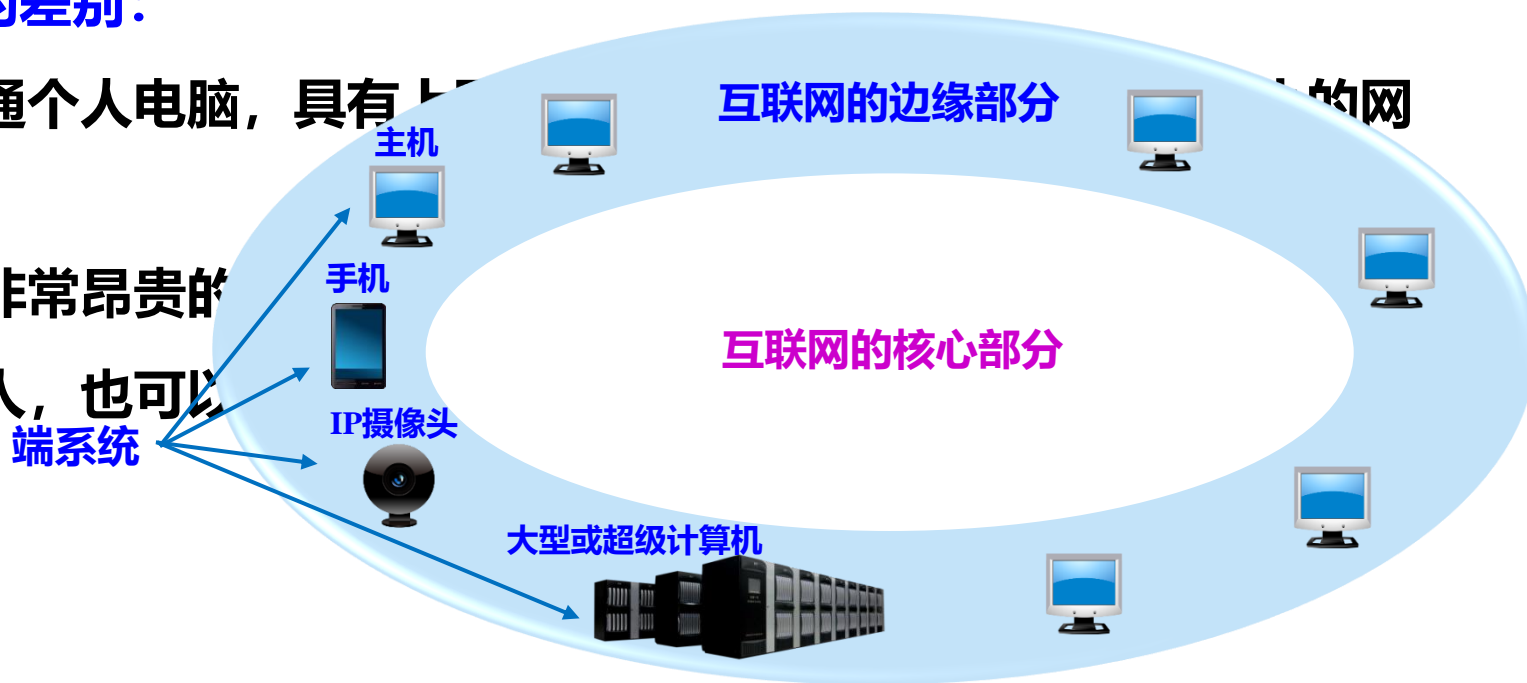 的差别：
通个人电脑，具有上
的网
互联网的边缘部分
主机
非常昂贵的
手机
互联网的核心部分
人，也可以
IP摄像头
端系统
大型或超级计算机